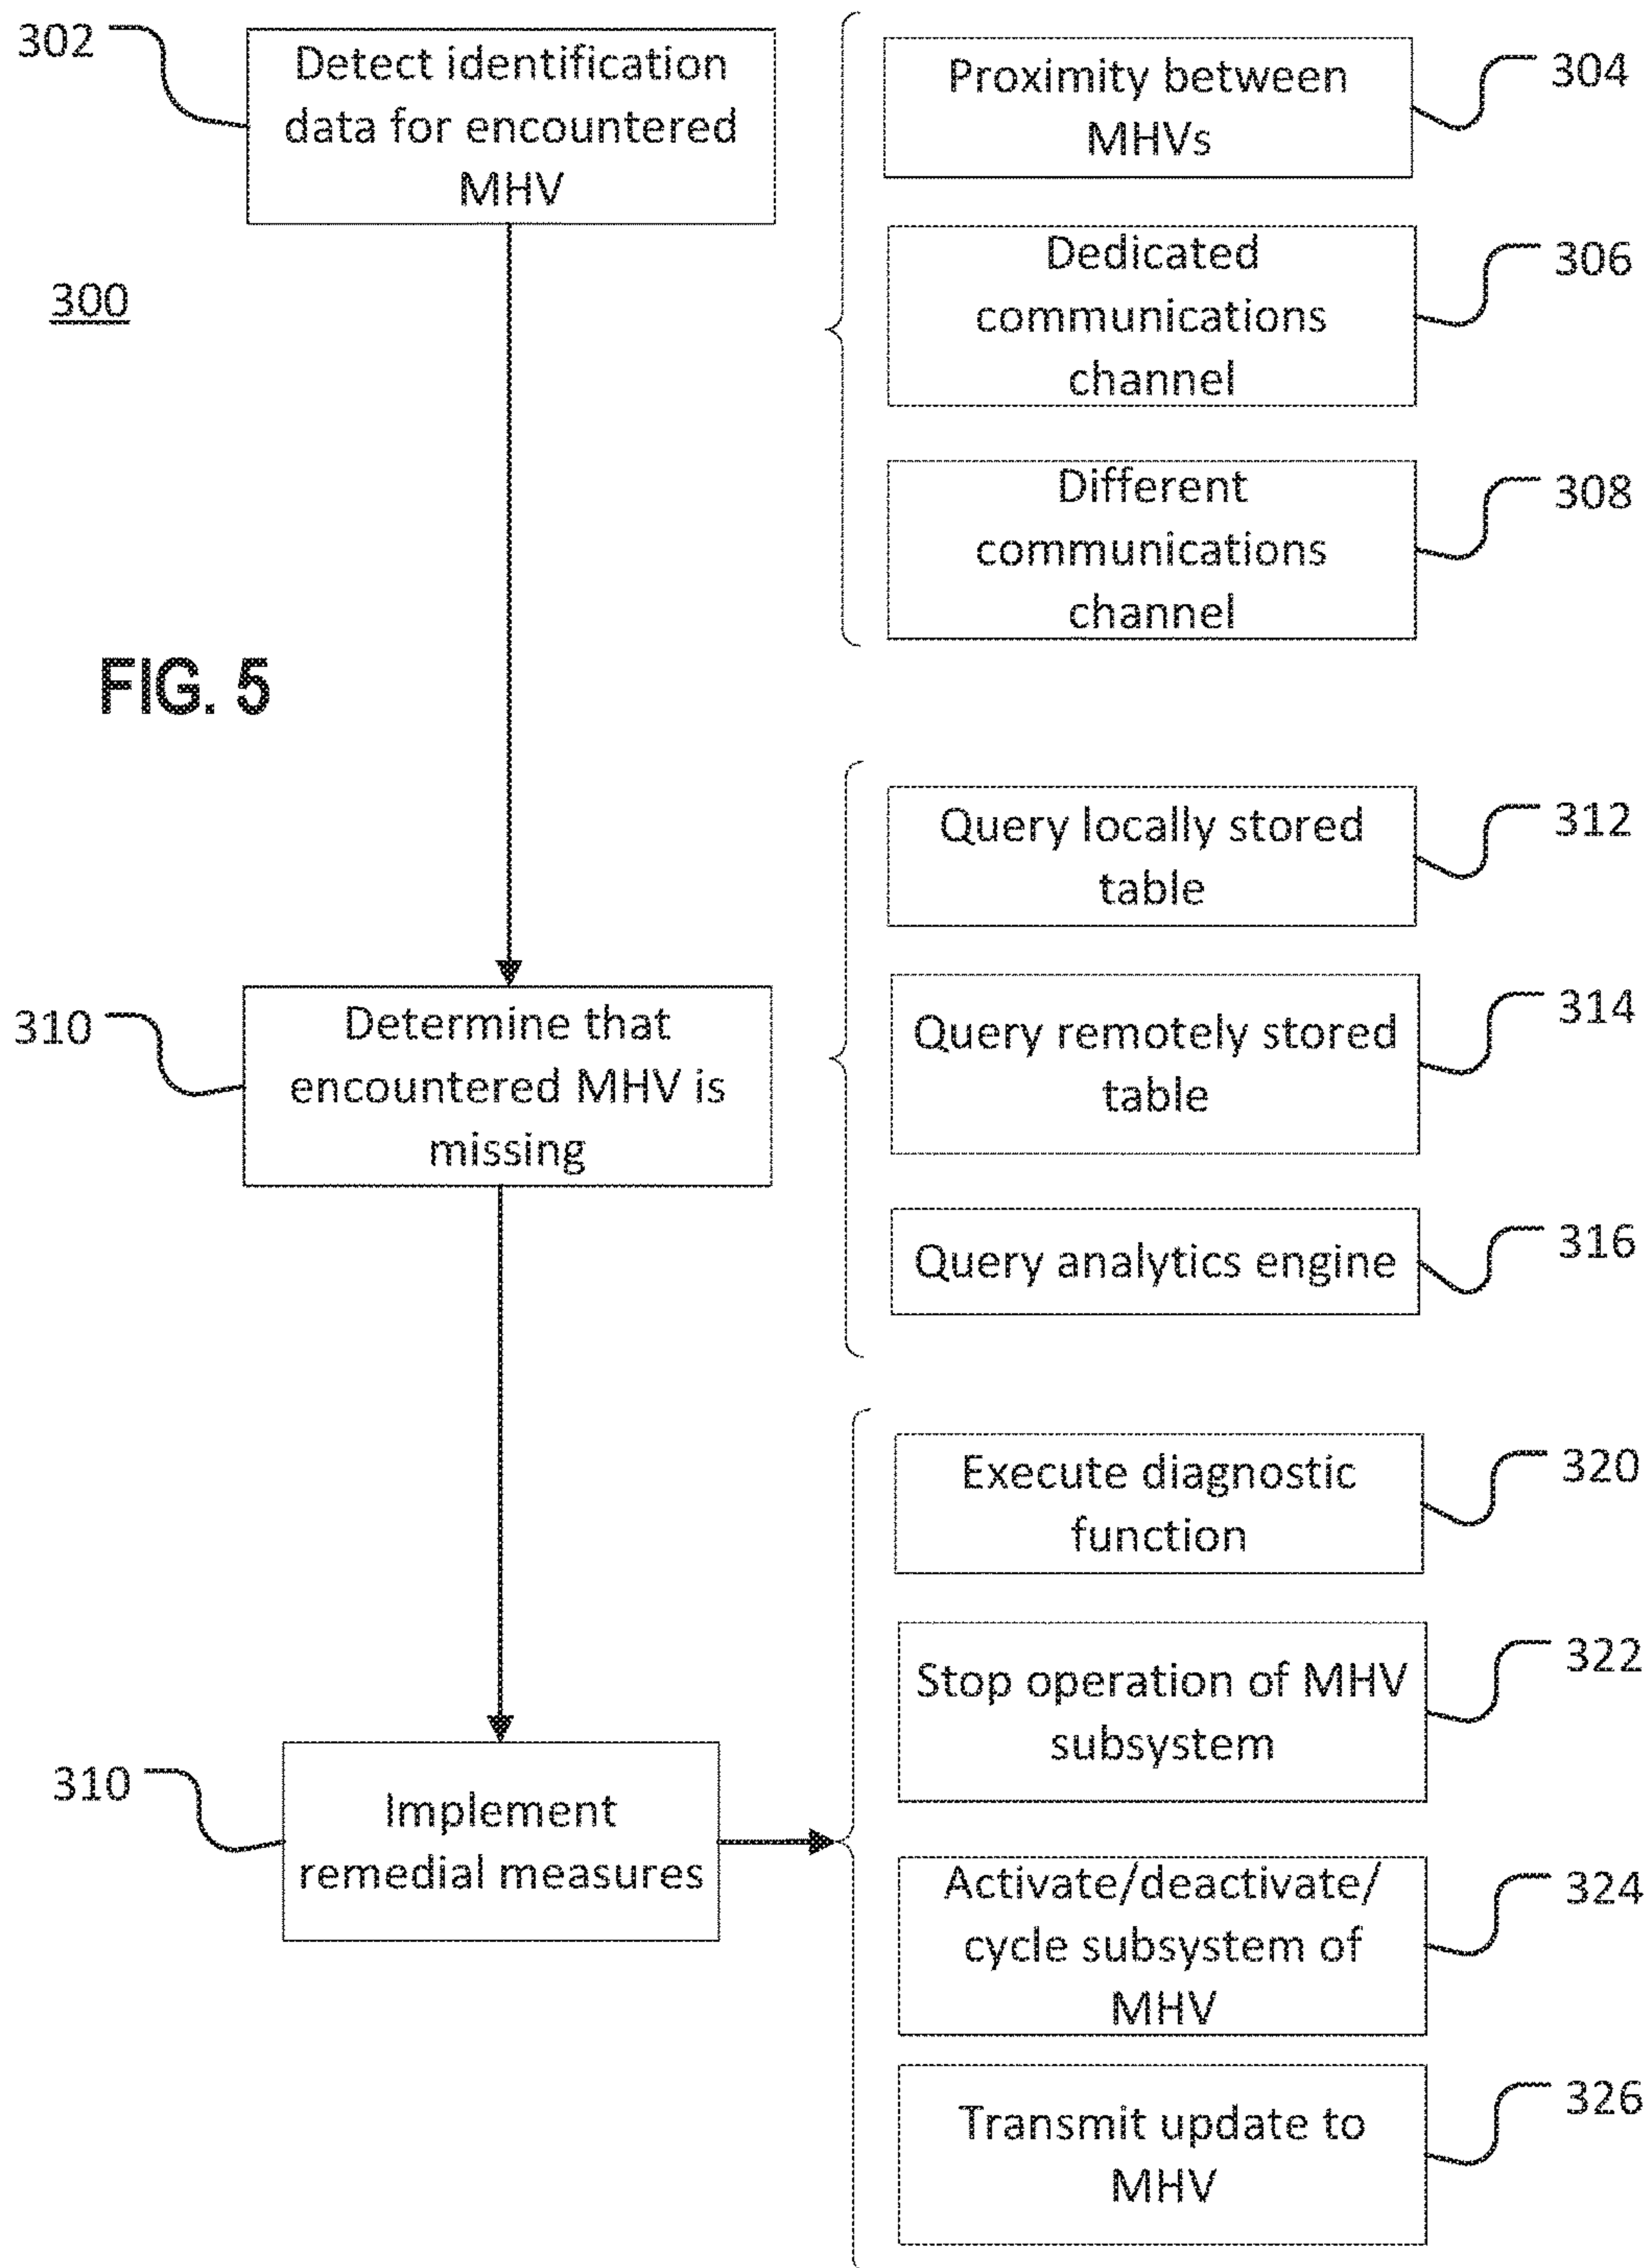 302
Detect identification
data for encountered
MHV
300
Proximity between
MHVs
304
Dedicated
communications
channel
306
Different
communications
channel
308
FIG. 5
310
Determine that
encountered MHV is
missing
Query locally stored
table
312
Query remotely stored
table
314
Query analytics engine
316
310
Implement
remedial measures
Execute diagnostic
function
320
Stop operation of MHV
subsystem
322
Activate/deactivate/
cycle subsystem of
MHV
324
Transmit update to
MHV
326